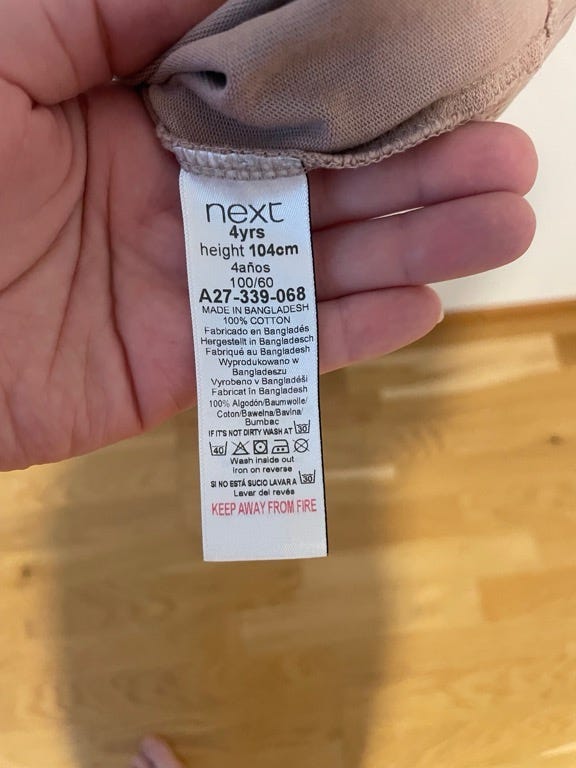 next
4yrs
height 104cm
4años
100/60
A27-339-068
MADE IN BANGLADESH
100% COTTON
Fabricado en Bangladés
Hergestellt in Bangladesch
Fabriqué au Bangladesh
Wyprodukowano w
Bangladeszu
Vyrobeno v Bangladéši
Fabricat în Bangladesh
100% Algodón/Baumwolle/
Coton/Bawełna/Bavlna/
Bumbac
IF IT'S NOT DIRTY WASH AT 30
40
Wash inside out
Iron on reverse
SI NO ESTÁ SUCIO LAVAR A 30
Lavar del revés
KEEP AWAY FROM FIRE